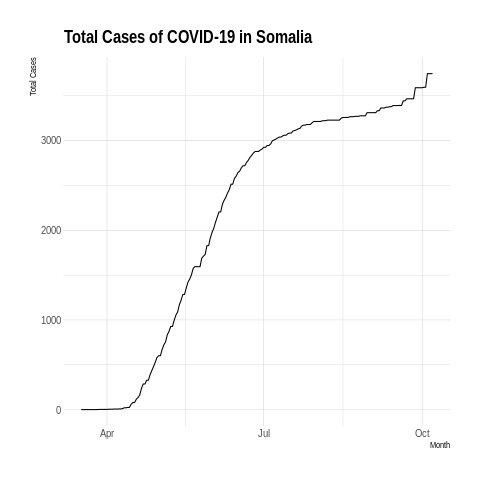 Total Cases of COVID-19 in Somalia
Total Cases
3000
2000
1000
0
Apr
Jul
Oct
Month